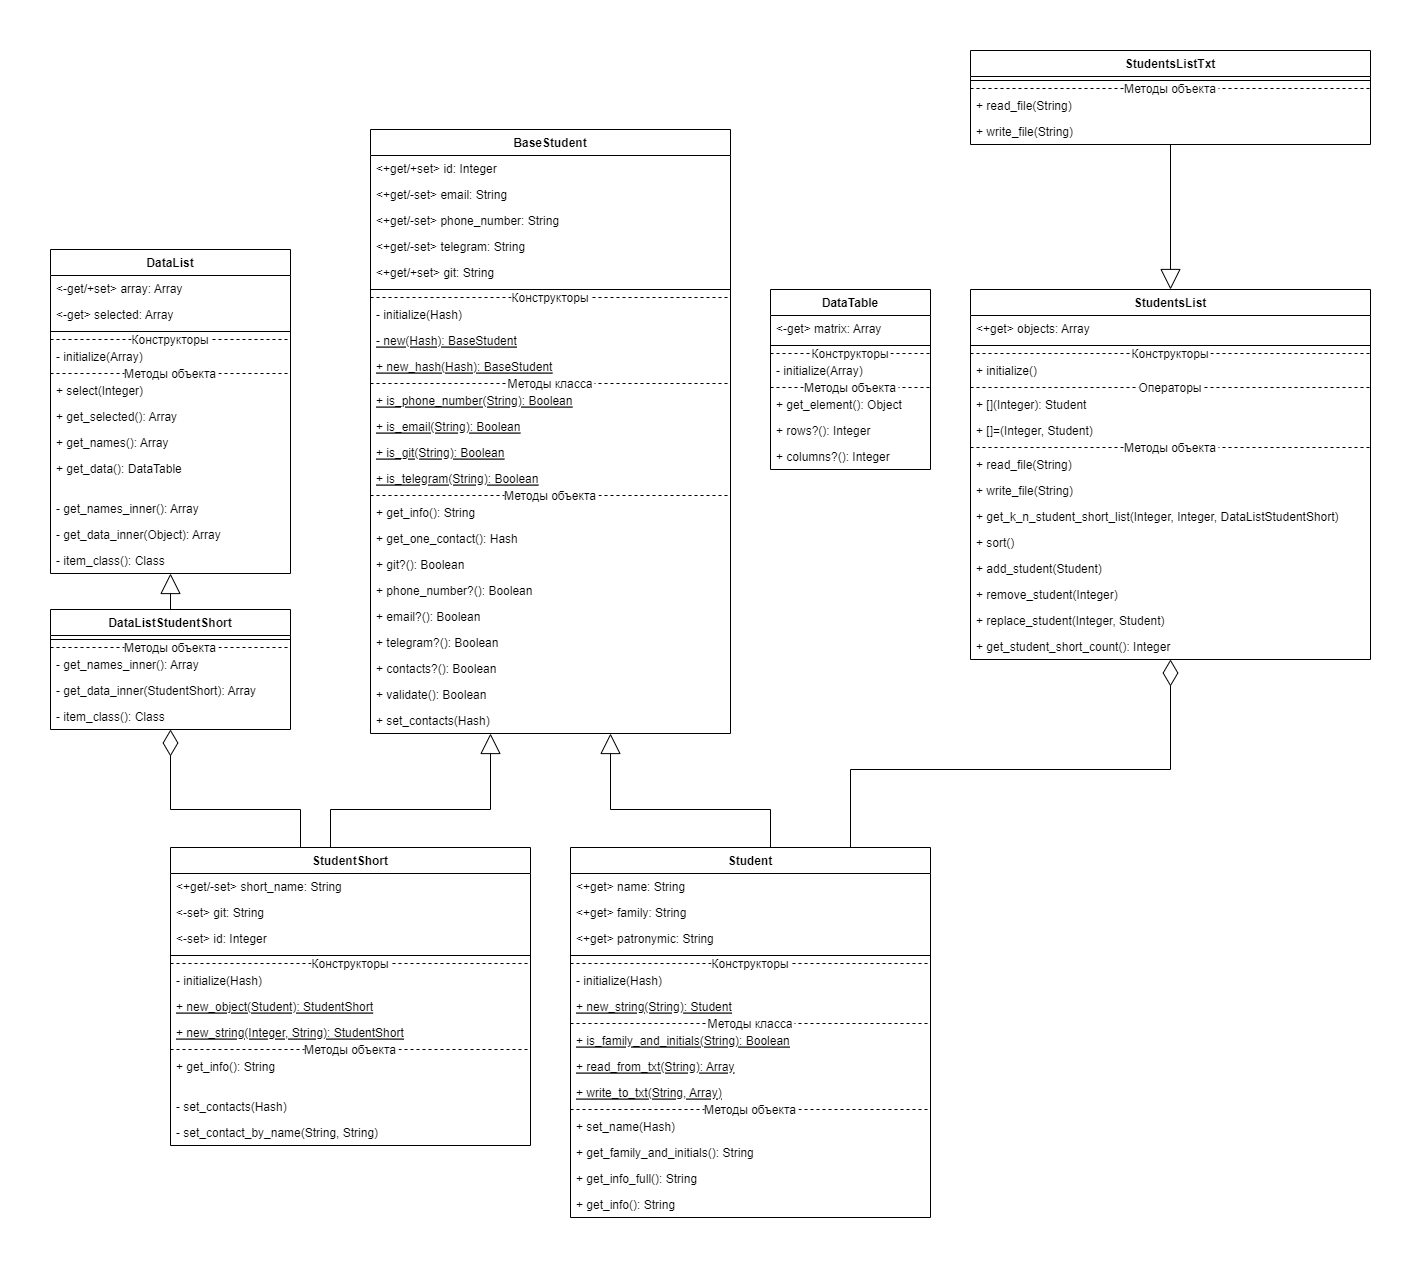 StudentsListTxt
Методы объекта
+ read_file(String)
+ write_file(String)
BaseStudent
<+get/+set> id: Integer
<+get/-set> email: String
<+get/-set> phone_number: String
<+get/-set> telegram: String
<+get/+set> git: String
Конструкторы
- initialize(Hash)
- new(Hash): BaseStudent
+ new_hash(Hash): BaseStudent
Методы класса
+ is_phone_number(String): Boolean
+ is_email(String): Boolean
+ is_git(String): Boolean
+ is_telegram(String): Boolean
Методы объекта
+ get_info(): String
+ get_one_contact(): Hash
+ git?(): Boolean
+ phone_number?(): Boolean
+ email?(): Boolean
+ telegram?(): Boolean
+ contacts?(): Boolean
+ validate(): Boolean
+ set_contacts(Hash)
DataList
<-get/+set> array: Array
<-get> selected: Array
Конструкторы
- initialize(Array)
Методы объекта
+ select(Integer)
+ get_selected(): Array
+ get_names(): Array
+ get_data(): DataTable
- get_names_inner(): Array
- get_data_inner(Object): Array
- item_class(): Class
DataTable
<-get> matrix: Array
Конструкторы
- initialize(Array)
Методы объекта
+ get_element(): Object
+ rows?(): Integer
+ columns?(): Integer
StudentsList
<+get> objects: Array
Конструкторы
+ initialize()
Операторы
+ [](Integer): Student
+ []=(Integer, Student)
Методы объекта
+ read_file(String)
+ write_file(String)
+ get_k_n_student_short_list(Integer, Integer, DataListStudentShort)
+ sort()
+ add_student(Student)
+ remove_student(Integer)
+ replace_student(Integer, Student)
+ get_student_short_count(): Integer
DataListStudentShort
Методы объекта
- get_names_inner(): Array
- get_data_inner(StudentShort): Array
- item_class(): Class
StudentShort
<+get/-set> short_name: String
<-set> git: String
<-set> id: Integer
Конструкторы
- initialize(Hash)
+ new_object(Student): StudentShort
+ new_string(Integer, String): StudentShort
Методы объекта
+ get_info(): String
- set_contacts(Hash)
- set_contact_by_name(String, String)
Student
<+get> name: String
<+get> family: String
<+get> patronymic: String
Конструкторы
- initialize(Hash)
+ new_string(String): Student
Методы класса
+ is_family_and_initials(String): Boolean
+ read_from_txt(String): Array
+ write_to_txt(String, Array)
Методы объекта
+ set_name(Hash)
+ get_family_and_initials(): String
+ get_info_full(): String
+ get_info(): String